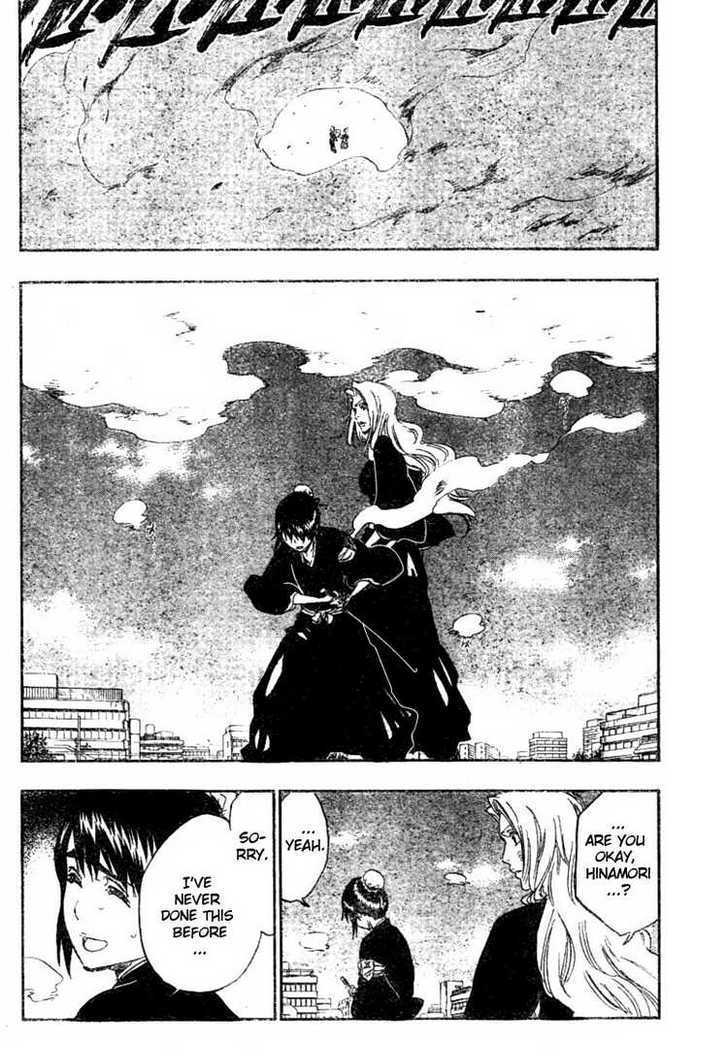 ...
ARE YOU
OKAY,
HINAMORI
...?
...
YEAH.
SO-
RRY.
I'VE
NEVER
DONE THIS
BEFORE
...